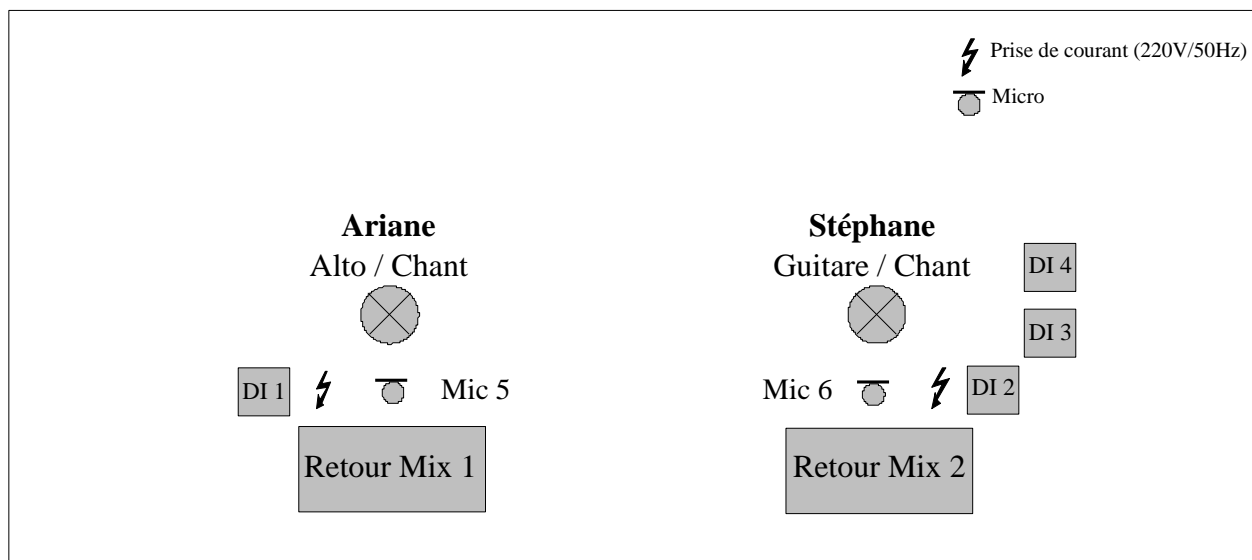 Prise de courant (220V/50Hz)
Micro
Ariane
Alto / Chant
Stéphane
Guitare / Chant
DI 4
DI 3
DI 1
Mic 5
Mic 6
DI 2
Retour Mix 1
Retour Mix 2